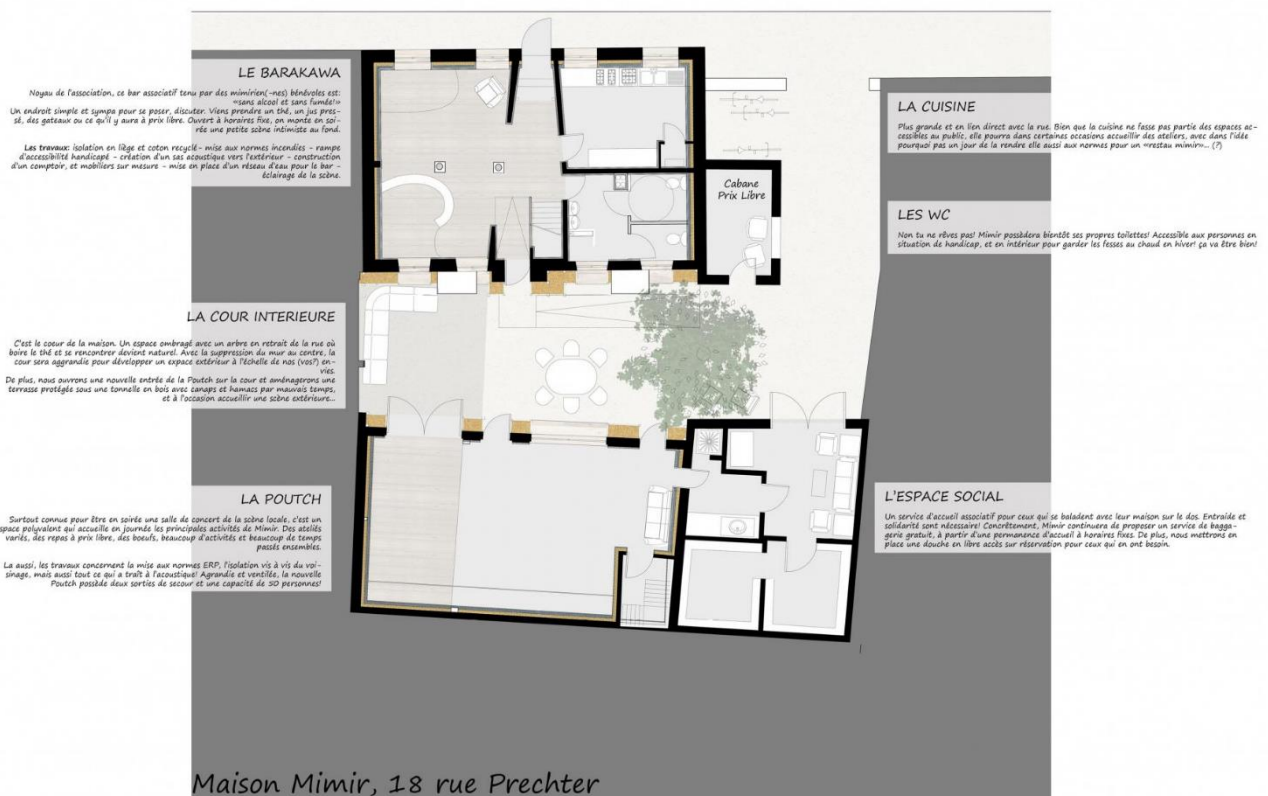 LE BARAKAWA
Noyau de l'association, ce bar associatif tenu par des mimirien(-nes) bénévoles est:
«sans alcool et sans fumée!»
Un endroit simple et sympa pour se poser, discuter. Viens prendre un thé, un jus pres-
sé, des gateaux ou ce qu'il y aura à prix libre. Ouvert à horaires fixe, on monte en soi-
rée une petite scène intimiste au fond.
Les travaux: isolation en liège et coton recyclé - mise aux normes incendies - rampe
d'accessibilité handicapé - création d'un sas acoustique vers l'extérieur - construction
d'un comptoir, et mobiliers sur mesure - mise en place d'un réseau d'eau pour le bar -
éclairage de la scène.
LA COUR INTERIEURE
C'est le coeur de la maison. Un espace ombragé avec un arbre en retrait de la rue où
boire le thé et se rencontrer devient naturel. Avec la suppression du mur au centre, la
cour sera aggrandie pour développer un espace extérieur à l'échelle de nos (vos?) en-
vies.
De plus, nous ouvrons une nouvelle entrée de la Poutch sur la cour et aménagerons une
terrasse protégée sous une tonnelle en bois avec canaps et hamacs par mauvais temps,
et à l'occasion accueillir une scène extérieure...
LA POUTCH
Surtout connue pour être en soirée une salle de concert de la scène locale, c'est un
espace polyvalent qui accueille en journée les principales activités de Mimir. Des ateliés
variés, des repas à prix libre, des boeufs, beaucoup d'activités et beaucoup de temps
passés ensembles.
La aussi, les travaux concernent la mise aux normes ERP, l'isolation vis à vis du voi-
sinage, mais aussi tout ce qui a trait à l'acoustique! Agrandie et ventilée, la nouvelle
Poutch possède deux sorties de secour et une capacité de 50 personnes!
Cabane
Prix Libre
LA CUISINE
Plus grande et en lien direct avec la rue. Bien que la cuisine ne fasse pas partie des espaces ac-
cessibles au public, elle pourra dans certaines occasions accueillir des ateliers, avec dans l'idée
pourquoi pas un jour de la rendre elle aussi aux normes pour un «restau mimir»... (?)
LES WC
Non tu ne rêves pas! Mimir possèdera bientôt ses propres toilettes! Accessible aux personnes en
situation de handicap, et en intérieur pour garder les fesses au chaud en hiver! ça va être bien!
L'ESPACE SOCIAL
Un service d'accueil associatif pour ceux qui se baladent avec leur maison sur le dos. Entraide et
solidarité sont nécessaire! Concrètement, Mimir continuera de proposer un service de bagga-
gerie gratuit, à partir d'une permanence d'accueil à horaires fixes. De plus, nous mettrons en
place une douche en libre accès sur réservation pour ceux qui en ont besoin.
Maison Mimir, 18 rue Prechter